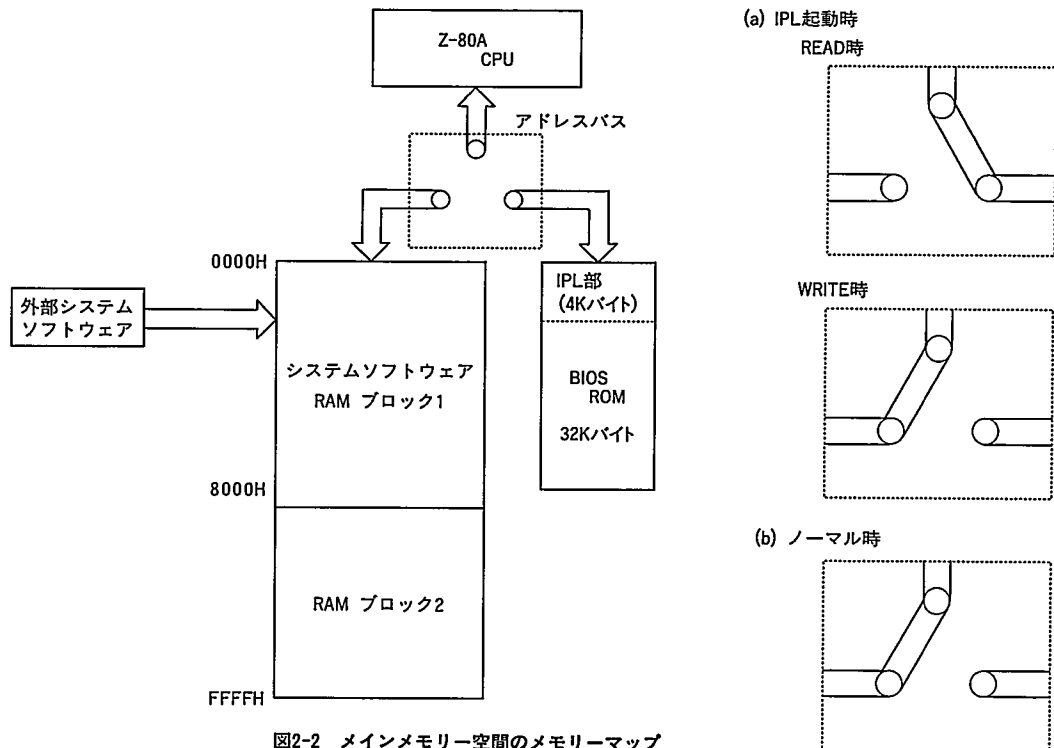 Z-80A
CPU
アドレスバス
0000H
外部システム
ソフトウェア
システムソフトウェア
RAM ブロック1
8000H
RAM ブロック2
FFFFH
IPL部
(4Kバイト)
BIOS
ROM
32Kバイト
図2-2 メインメモリー空間のメモリーマップ
(a) IPL起動時
READ時
WRITE時
(b) ノーマル時